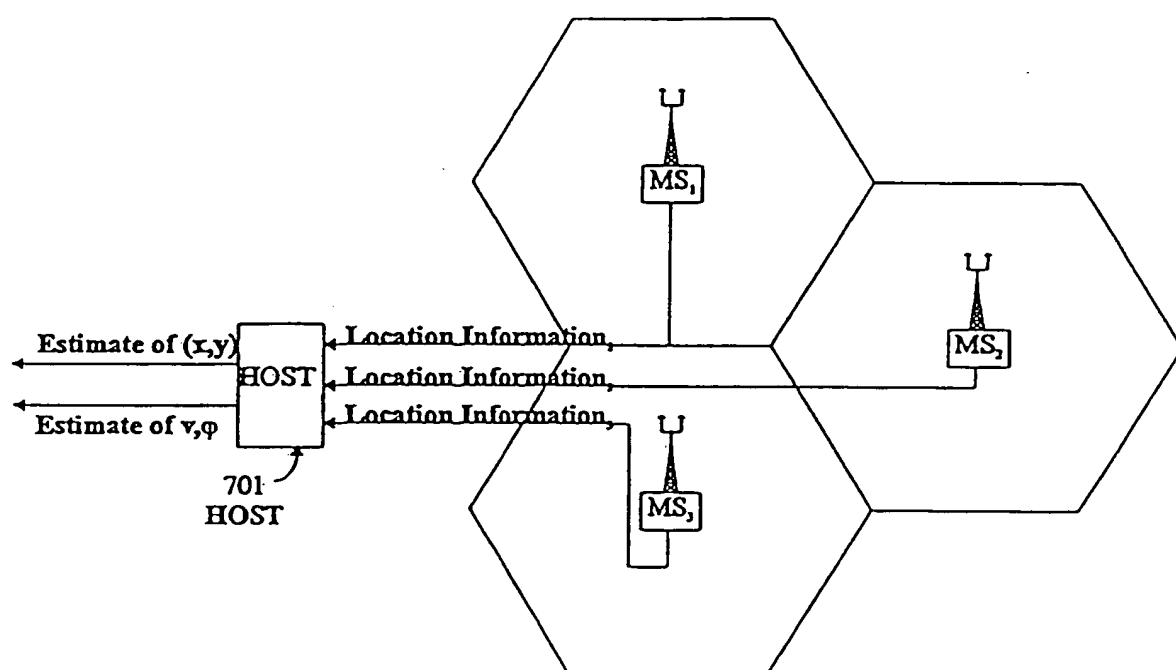 MS₁
MS₂
Estimate of (x,y)
HOST
Location Information,
Location Information,
Location Information,
Estimate of v,φ
MS₃
701
HOST